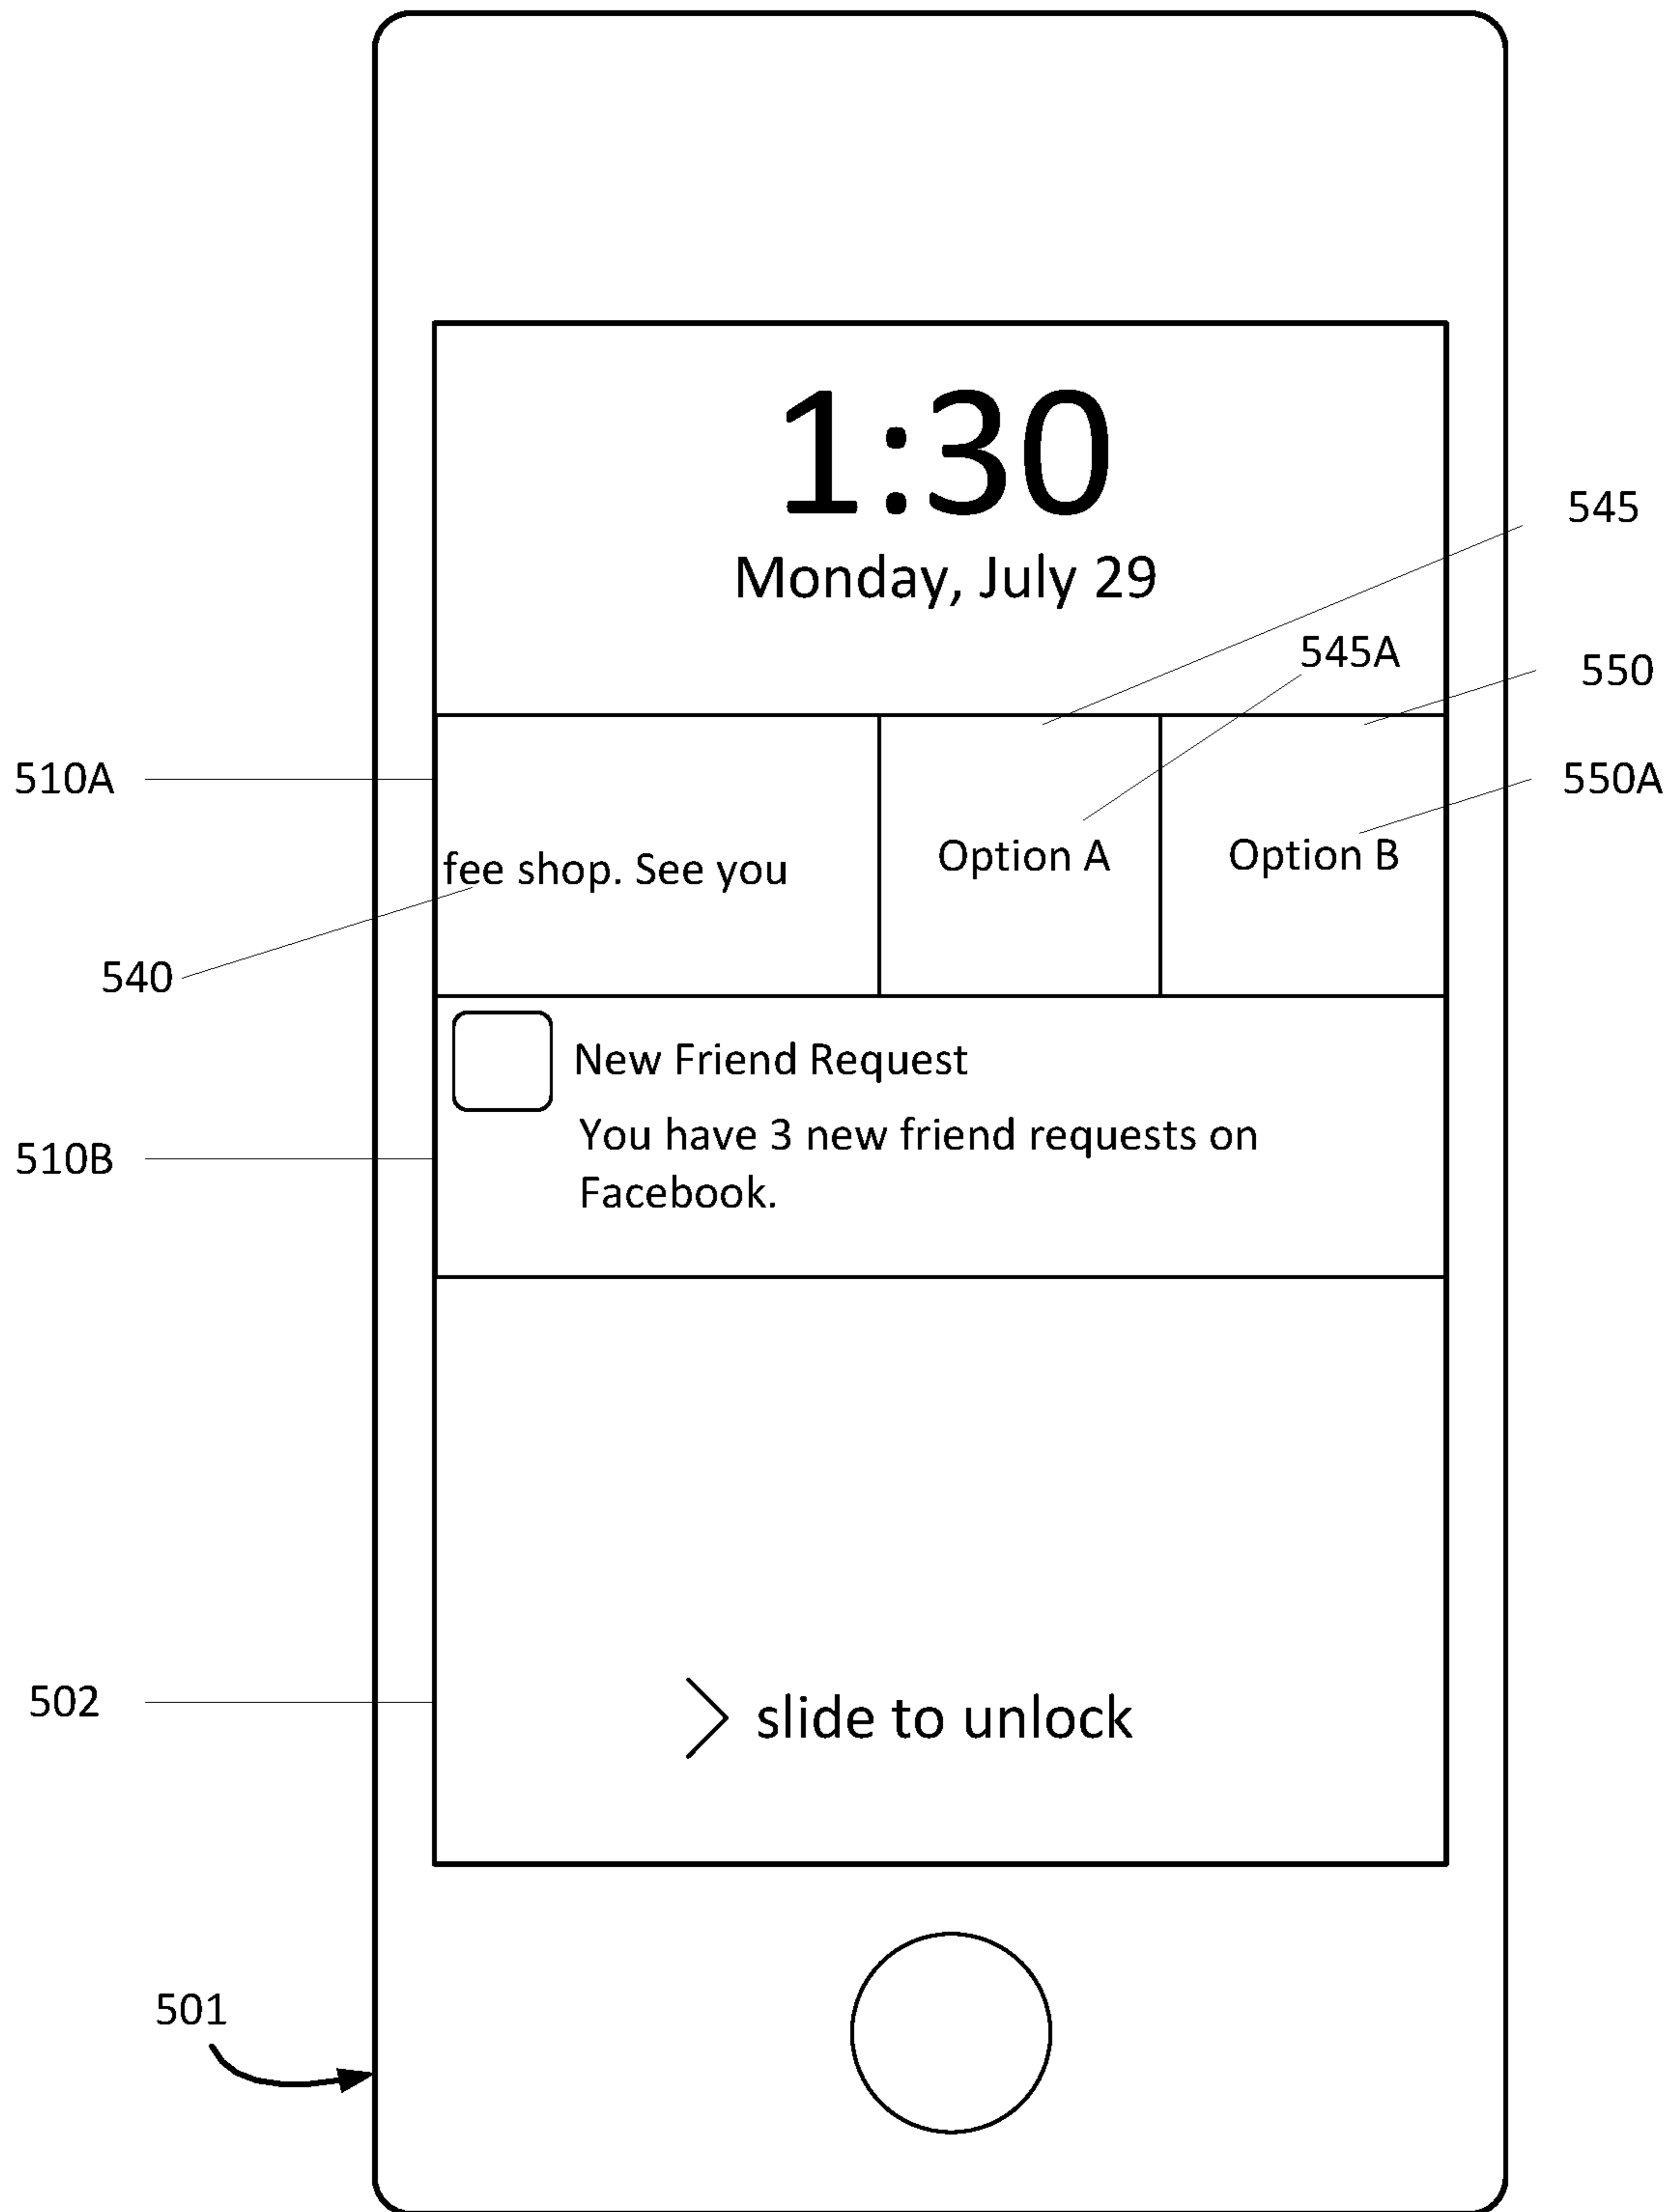 1:30
545
Monday, July 29
545A
550
510A
550A
fee shop. See you
Option A
Option B
540
New Friend Request
You have 3 new friend requests on
510B
Facebook.
502
slide to unlock
501